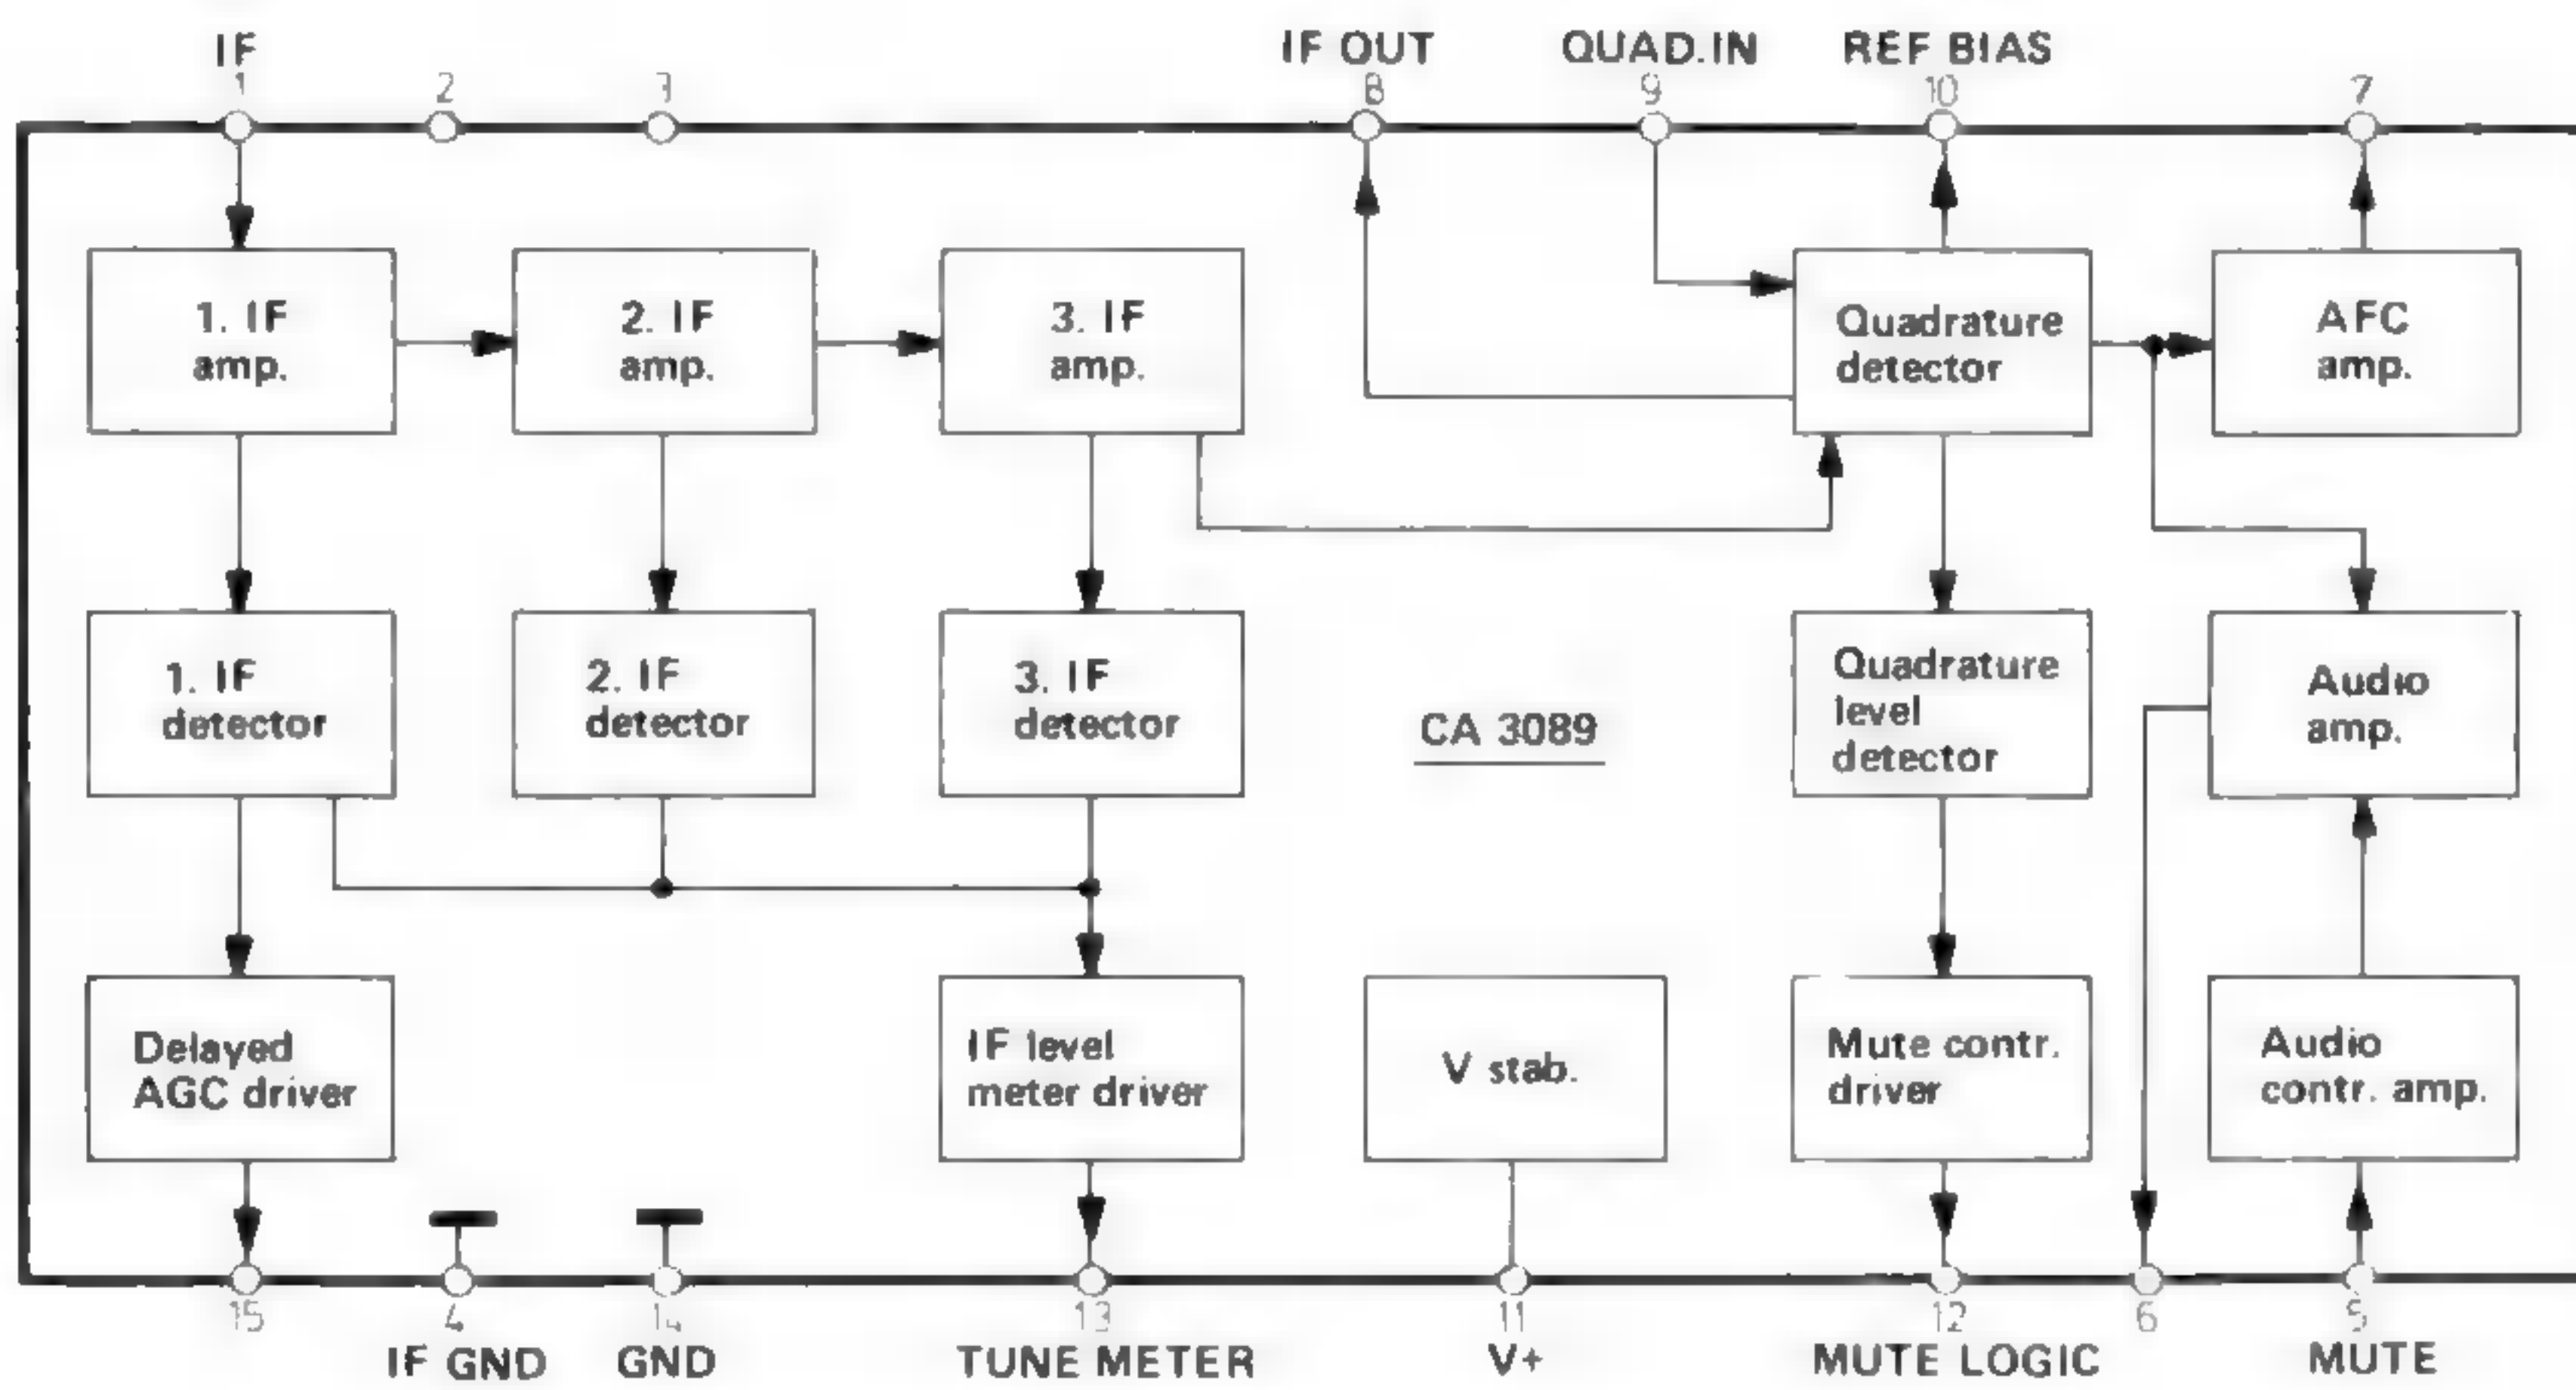 IF
IF OUT
QUAD.IN
REF BIAS
1
2
3
8
9
10
7
1. IF
amp.
2. IF
amp.
3. IF
amp.
Quadrature
detector
AFC
amp.
1. IF
detector
2. IF
detector
3. IF
detector
CA 3089
Quadrature
level
detector
Audio
amp.
Delayed
AGC driver
IF level
meter driver
V stab.
Mute contr.
driver
Audio
contr. amp.
15
4
14
13
11
12
6
5
IF GND
GND
TUNE METER
V+
MUTE LOGIC
MUTE